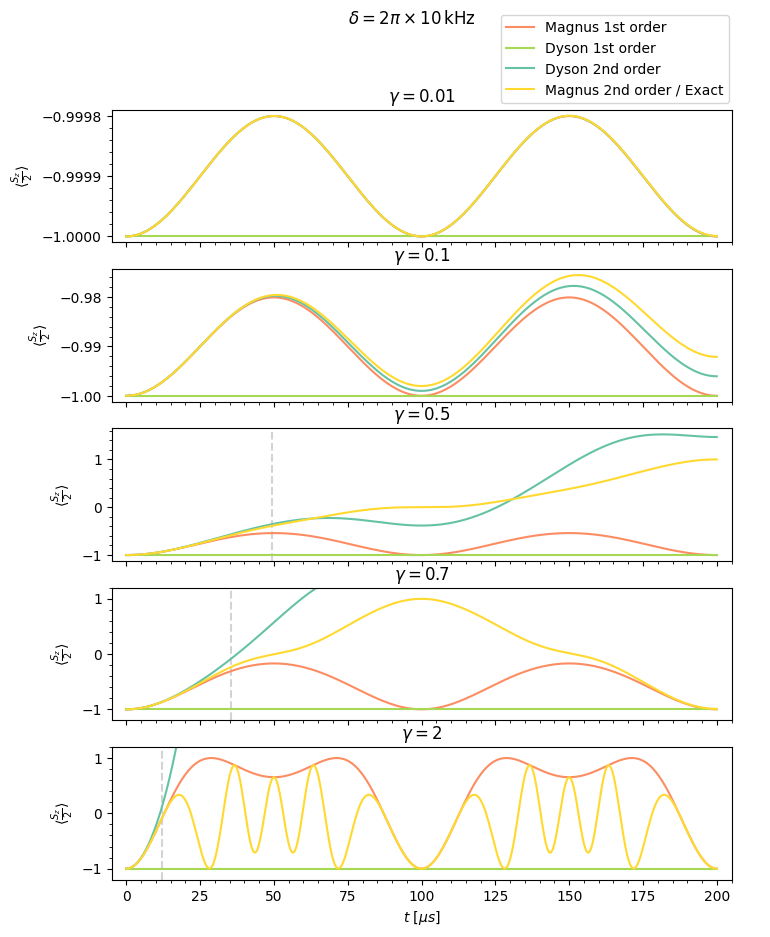 δ = 2π × 10 kHz
Magnus 1st order
Dyson 1st order
Dyson 2nd order
Magnus 2nd order / Exact
γ = 0.01
−0.9998
−0.9999
−1.0000
⟨S_z/2⟩
γ = 0.1
−0.98
−0.99
−1.00
⟨S_z/2⟩
γ = 0.5
1
0
−1
⟨S_z/2⟩
γ = 0.7
1
0
−1
⟨S_z/2⟩
γ = 2
1
0
−1
⟨S_z/2⟩
0 25 50 75 100 125 150 175 200
t [μs]